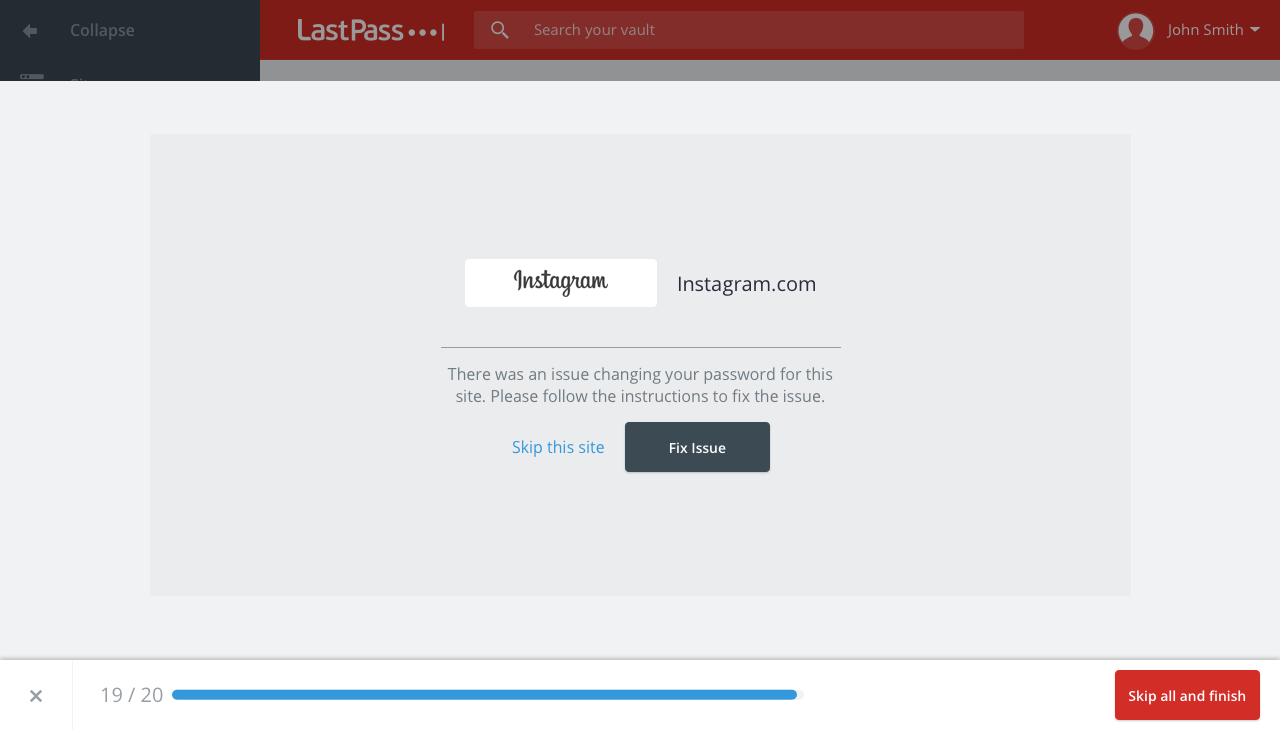 Collapse
LastPass
Search your vault
John Smith
Instagram
Instagram.com
There was an issue changing your password for this
site. Please follow the instructions to fix the issue.
Skip this site
Fix Issue
19 / 20
Skip all and finish